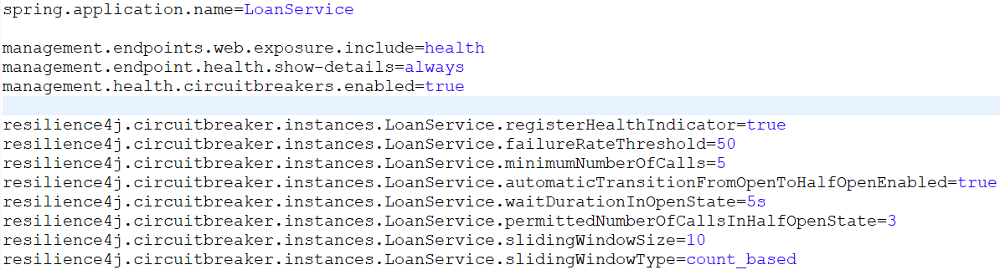 spring.application.name=LoanService
management.endpoints.web.exposure.include=health
management.endpoint.health.show-details=always
management.health.circuitbreakers.enabled=true
resilience4j.circuitbreaker.instances.LoanService.registerHealthIndicator=true
resilience4j.circuitbreaker.instances.LoanService.failureRateThreshold=50
resilience4j.circuitbreaker.instances.LoanService.minimumNumberOfCalls=5
resilience4j.circuitbreaker.instances.LoanService.automaticTransitionFromOpenToHalfOpenEnabled=true
resilience4j.circuitbreaker.instances.LoanService.waitDurationInOpenState=5s
resilience4j.circuitbreaker.instances.LoanService.permittedNumberOfCallsInHalfOpenState=3
resilience4j.circuitbreaker.instances.LoanService.slidingWindowSize=10
resilience4j.circuitbreaker.instances.LoanService.slidingWindowType=count_based